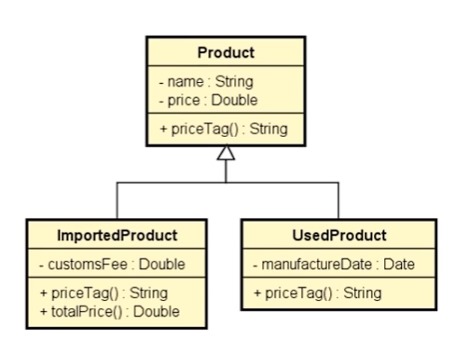 Product
- name : String
- price : Double
+ priceTag() : String
ImportedProduct
- customsFee : Double
+ priceTag() : String
+ totalPrice() : Double
UsedProduct
- manufactureDate : Date
+ priceTag() : String